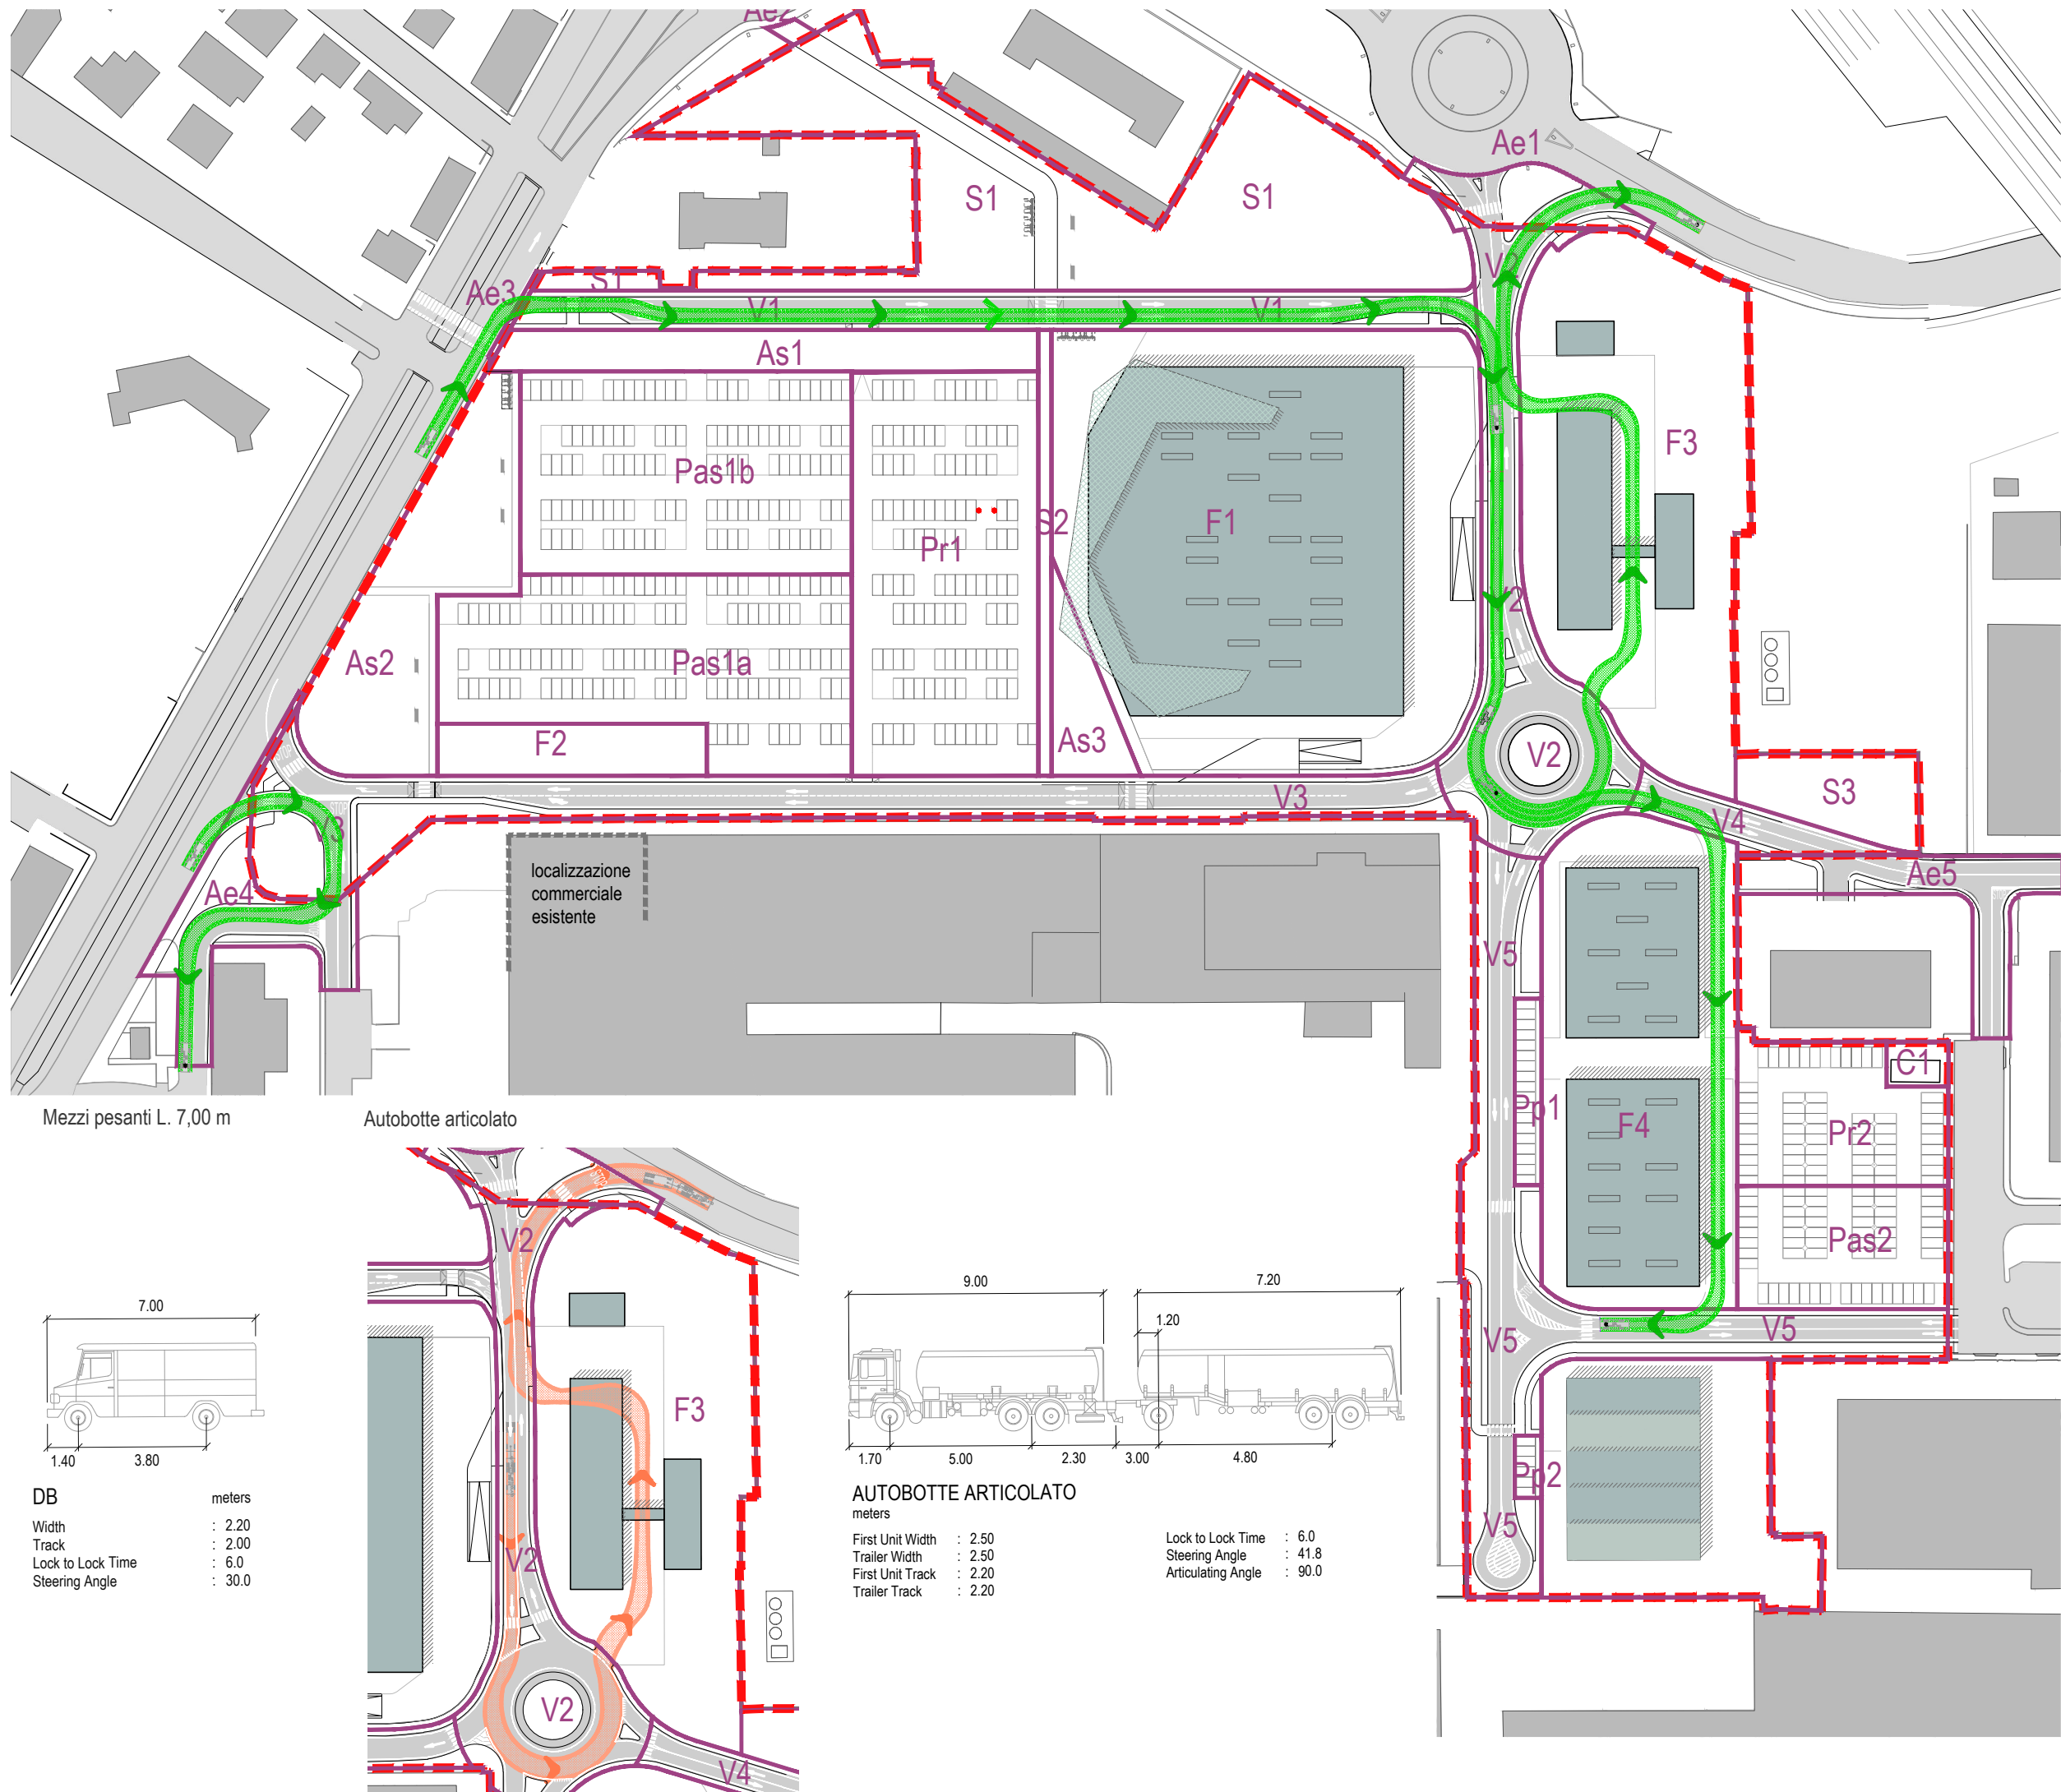 Ae2
Ae1
S1
S1
V2
Ae3
S1
V1
V1
As1
F3
Pas1b
S2
F1
Pr1
V2
As2
Pas1a
F2
As3
V2
V3
S3
V4
V3
localizzazione
commerciale
esistente
Ae4
Ae5
V5
C1
Mezzi pesanti L. 7,00 m
Autobotte articolato
Pp1
F4
Pr2
Pas2
V5
V5
Pp2
V5
V2
F3
V2
V2
V4
7.00
1.40
3.80
DB
meters
Width : 2.20
Track : 2.00
Lock to Lock Time : 6.0
Steering Angle : 30.0
9.00
7.20
1.20
1.70
5.00
2.30
3.00
4.80
AUTOBOTTE ARTICOLATO
meters
First Unit Width : 2.50
Trailer Width : 2.50
First Unit Track : 2.20
Trailer Track : 2.20
Lock to Lock Time : 6.0
Steering Angle : 41.8
Articulating Angle : 90.0